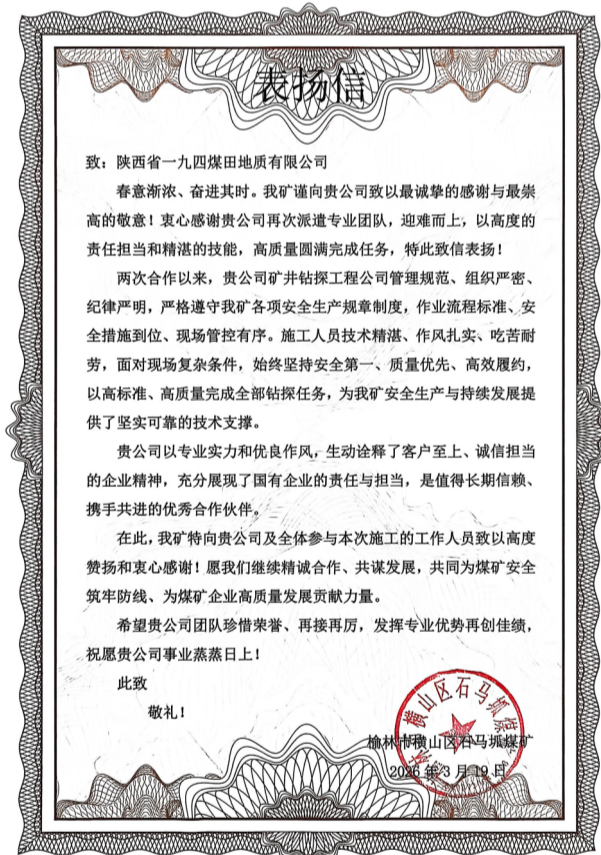 表扬信
致：陕西省一九四煤田地质有限公司
春意渐浓、奋进其时。我矿谨向贵公司致以最诚挚的感谢与最崇
高的敬意！衷心感谢贵公司再次派遣专业团队，迎难而上，以高度的
责任担当和精湛的技能，高质量圆满完成任务，特此致信表扬！
两次合作以来，贵公司矿井钻探工程公司管理规范、组织严密、
纪律严明，严格遵守我矿各项安全生产规章制度，作业流程标准、安
全措施到位、现场管控有序。施工人员技术精湛、作风扎实、吃苦耐
劳，面对现场复杂条件，始终坚持安全第一、质量优先、高效履约，
以高标准、高质量完成全部钻探任务，为我矿安全生产与持续发展提
供了坚实可靠的技术支撑。
贵公司以专业实力和优良作风，生动诠释了客户至上、诚信担当
的企业精神，充分展现了国有企业的责任与担当，是值得长期信赖、
携手共进的优秀合作伙伴。
在此，我矿特向贵公司及全体参与本次施工的工作人员致以高度
赞扬和衷心感谢！愿我们继续精诚合作、共谋发展，共同为煤矿安全
筑牢防线、为煤矿企业高质量发展贡献力量。
希望贵公司团队珍惜荣誉、再接再厉，发挥专业优势再创佳绩，
祝愿贵公司事业蒸蒸日上！
此致
敬礼！
榆林市横山区石马坬煤矿
2026年3月19日